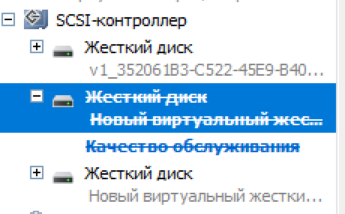 SCSI-контроллер
Жесткий диск
v1_352061B3-C522-45E9-B40...
Жесткий диск
Новый виртуальный жес...
Качество обслуживания
Жесткий диск
Новый виртуальный жестки...